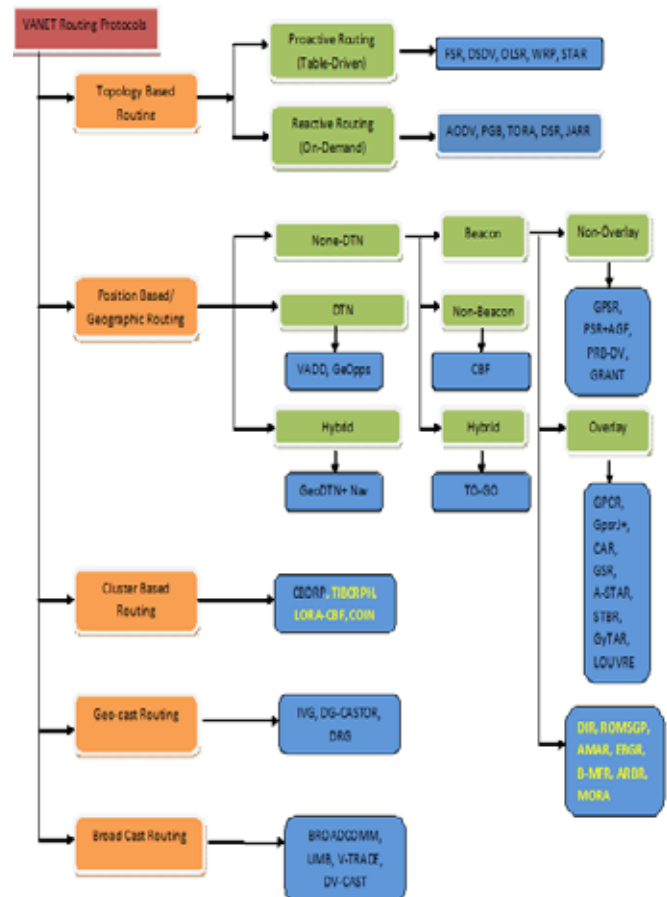 VANET Routing Protocols
Topology Based
Routing
Proactive Routing
(Table-Driven)
FSR, DSDV, OLSR, WRP, STAR
Reactive Routing
(On-Demand)
AODV, PGB, TORA, DSR, JARR
Position Based/
Geographic Routing
None-DTN
Beacon
Non-Overlay
GPSR,
PSR+AGF,
PRB-DV,
GRANT
DTN
VADD, GeOpps
Non-Beacon
CBF
Hybrid
GeoDTN+ Nav
Hybrid
TO-GO
Overlay
GPCR,
GpsrJ+,
CAR,
GSR,
A-STAR,
STBR,
GyTAR,
LOUVRE
DIR, ROMSGP,
AMAR, EBGR,
B-MFR, ARBR,
MORA
Cluster Based
Routing
TIBCRPH,
LORA-CBF, COIN
Geo-cast Routing
IVG, DG-CASTOR,
DRG
Broad Cast Routing
BROADCOMM,
UMB, V-TRADE,
DV-CAST